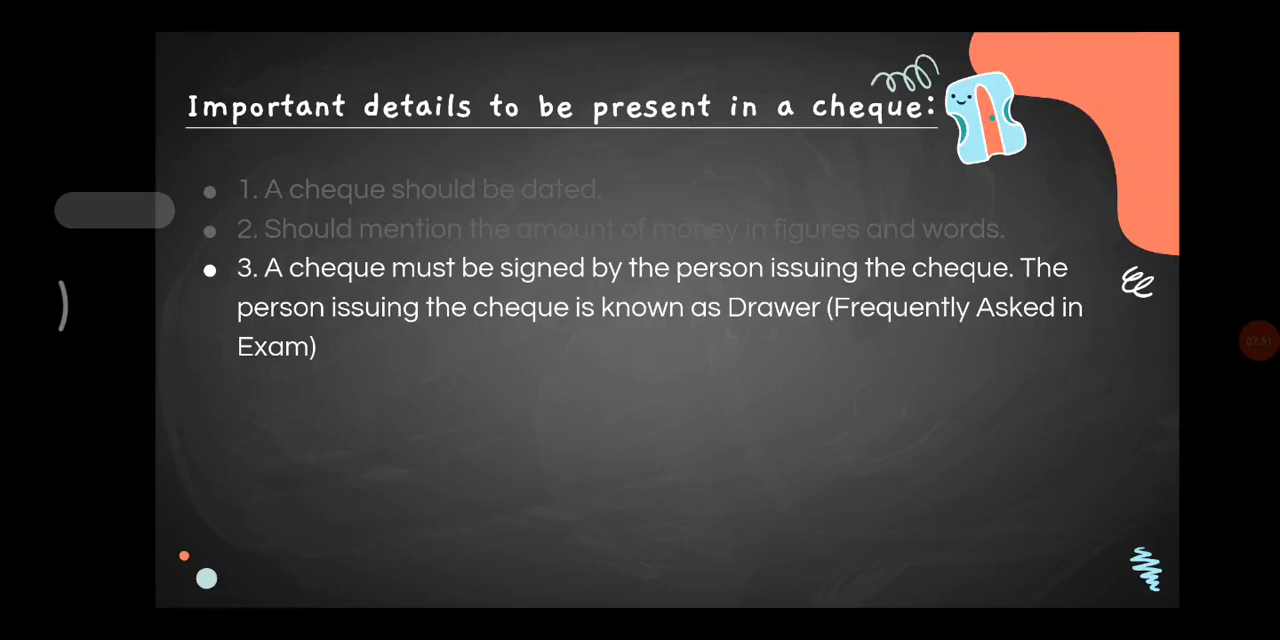 Important details to be present in a cheque:
● 1. A cheque should be dated.
● 2. Should mention the amount of money in figures and words.
● 3. A cheque must be signed by the person issuing the cheque. The
person issuing the cheque is known as Drawer (Frequently Asked in
Exam)
07:51